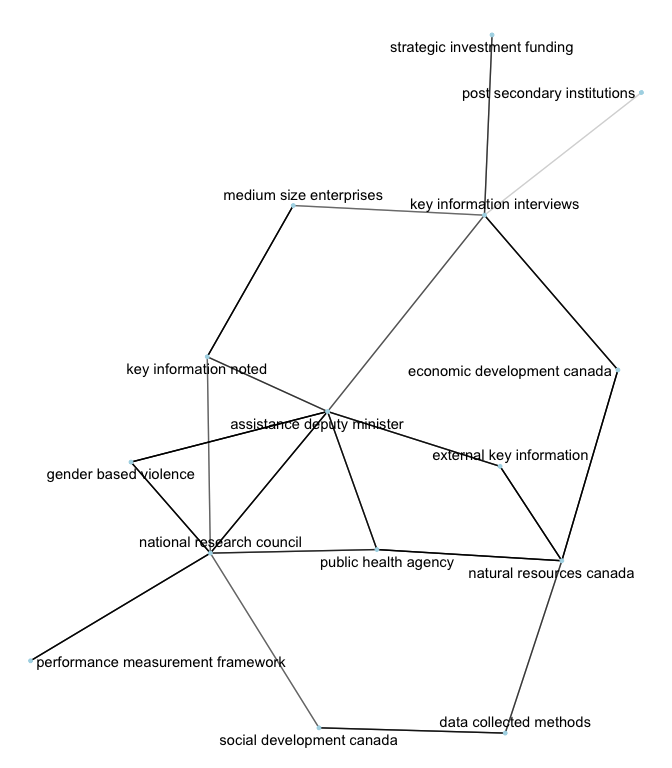 strategic investment funding
post secondary institutions
medium size enterprises
key information interviews
key information noted
economic development canada
assistance deputy minister
external key information
gender based violence
national research council
public health agency
natural resources canada
performance measurement framework
data collected methods
social development canada